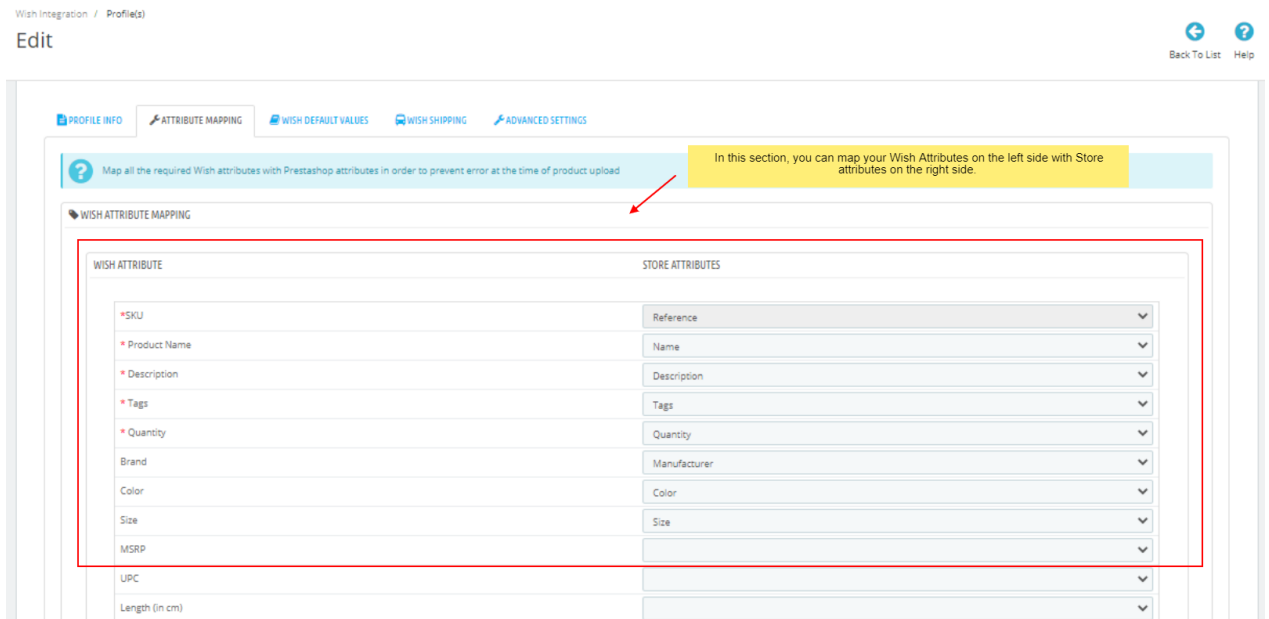 Wish Integration / Profile(s)
Edit
Back To List Help
PROFILE INFO ATTRIBUTE MAPPING WISH DEFAULT VALUES WISH SHIPPING ADVANCED SETTINGS
Map all the required Wish attributes with Prestashop attributes in order to prevent error at the time of product upload
In this section, you can map your Wish Attributes on the left side with Store
attributes on the right side.
WISH ATTRIBUTE MAPPING
WISH ATTRIBUTE STORE ATTRIBUTES
*SKU Reference
* Product Name Name
* Description Description
* Tags Tags
* Quantity Quantity
Brand Manufacturer
Color Color
Size Size
MSRP
UPC
Length (in cm)